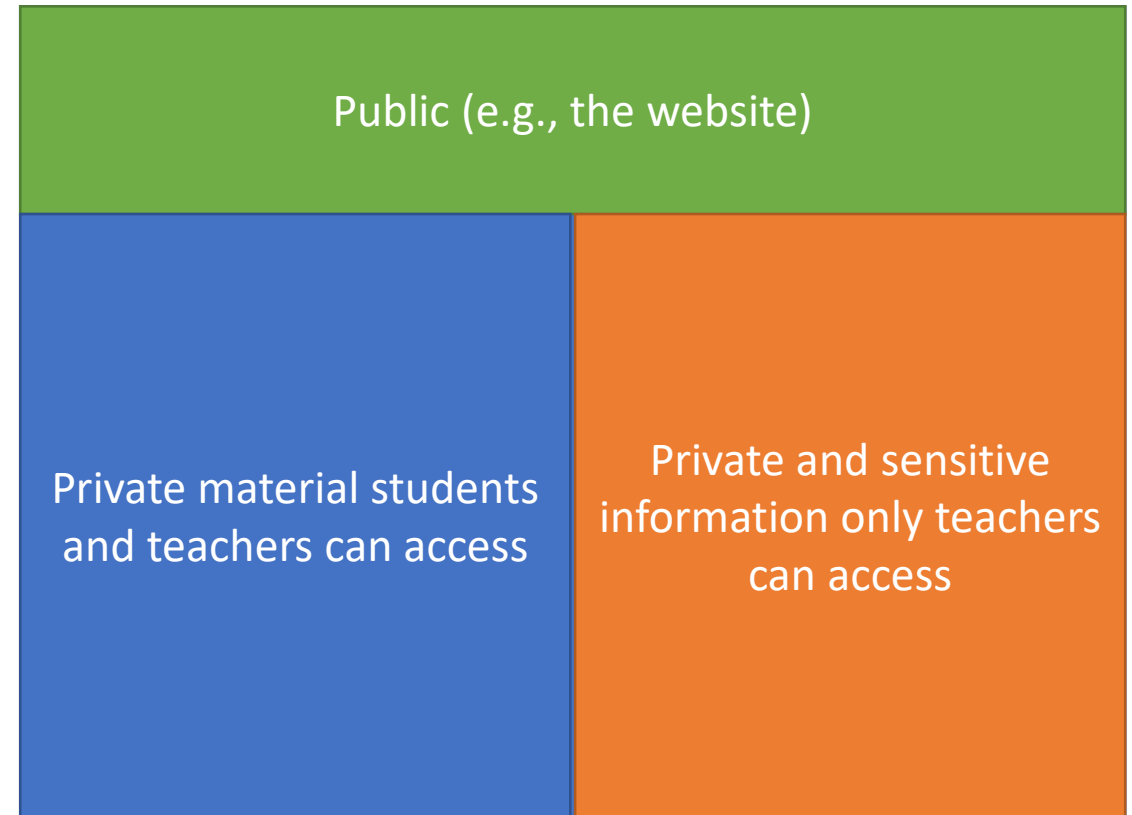 Public (e.g., the website)
Private material students
and teachers can access
Private and sensitive
information only teachers
can access